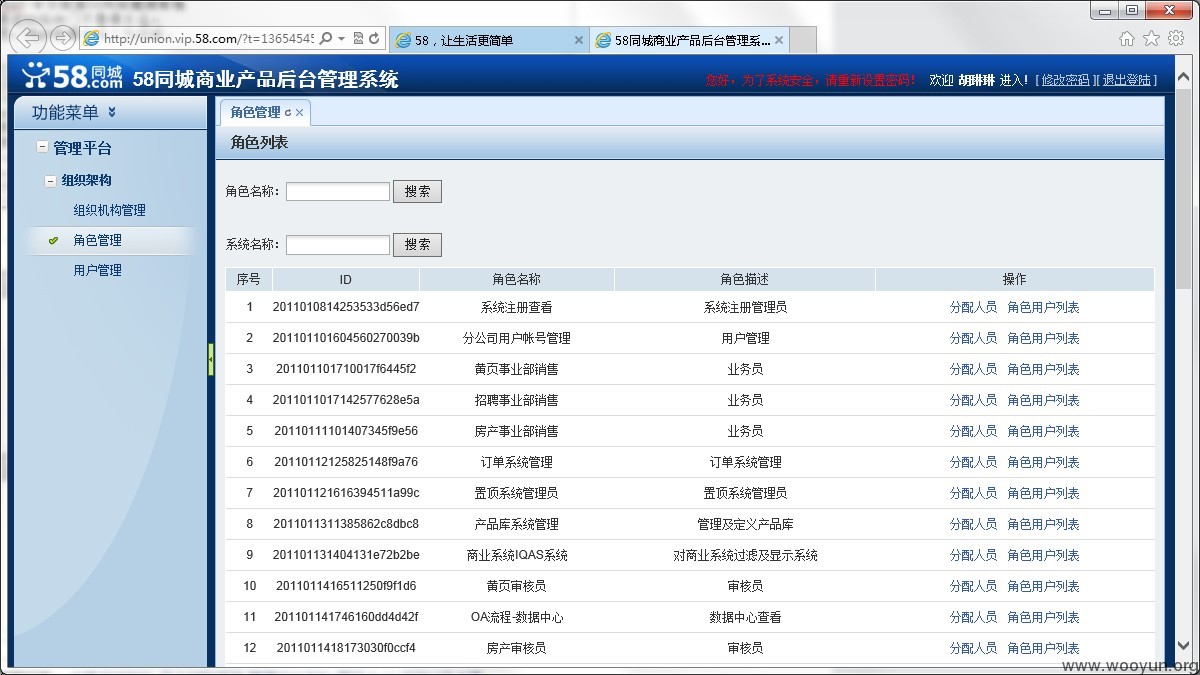 http://union.vip.58.com/?t=13654545
58，让生活更简单
58同城商业产品后台管理系...
58同城.com 58同城商业产品后台管理系统
您好，为了系统安全，请重新设置密码！ 欢迎 胡琳琳 进入! [修改密码] [退出登陆]
功能菜单
管理平台
组织架构
组织机构管理
角色管理
用户管理
角色管理
角色列表
角色名称： 搜索
系统名称： 搜索
序号 ID 角色名称 角色描述 操作
1 2011010814253533d56ed7 系统注册查看 系统注册管理员 分配人员 角色用户列表
2 201101101604560270039b 分公司用户帐号管理 用户管理 分配人员 角色用户列表
3 201101101710017f6445f2 黄页事业部销售 业务员 分配人员 角色用户列表
4 2011011017142577628e5a 招聘事业部销售 业务员 分配人员 角色用户列表
5 20110111101407345f9e56 房产事业部销售 业务员 分配人员 角色用户列表
6 20110112125825148f9a76 订单系统管理 订单系统管理 分配人员 角色用户列表
7 201101121616394511a99c 置顶系统管理员 置顶系统管理员 分配人员 角色用户列表
8 2011011311385862c8dbc8 产品库系统管理 管理及定义产品库 分配人员 角色用户列表
9 201101131404131e72b2be 商业系统IQAS系统 对商业系统过滤及显示系统 分配人员 角色用户列表
10 2011011416511250f9f1d6 黄页审核员 审核员 分配人员 角色用户列表
11 201101141746160dd4d42f OA流程-数据中心 数据中心查看 分配人员 角色用户列表
12 2011011418173030f0ccf4 房产审核员 审核员 分配人员 角色用户列表
www.wooyun.org